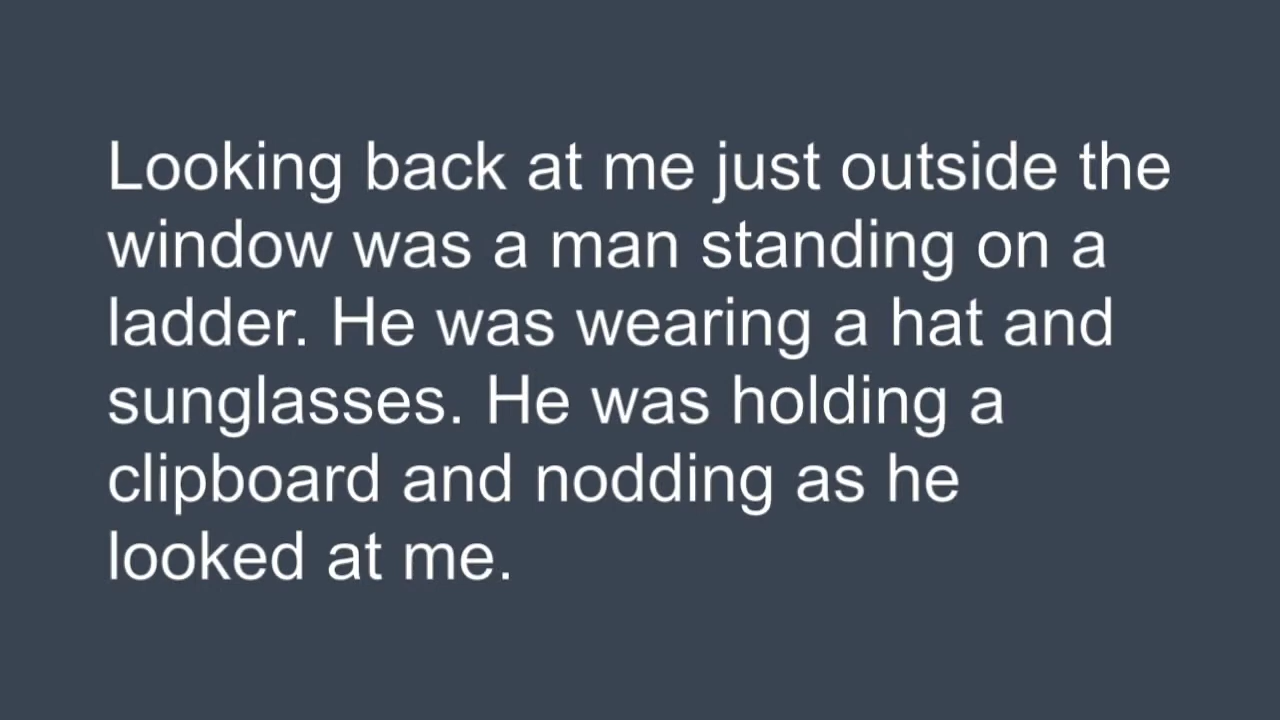 Looking back at me just outside the
window was a man standing on a
ladder. He was wearing a hat and
sunglasses. He was holding a
clipboard and nodding as he
looked at me.